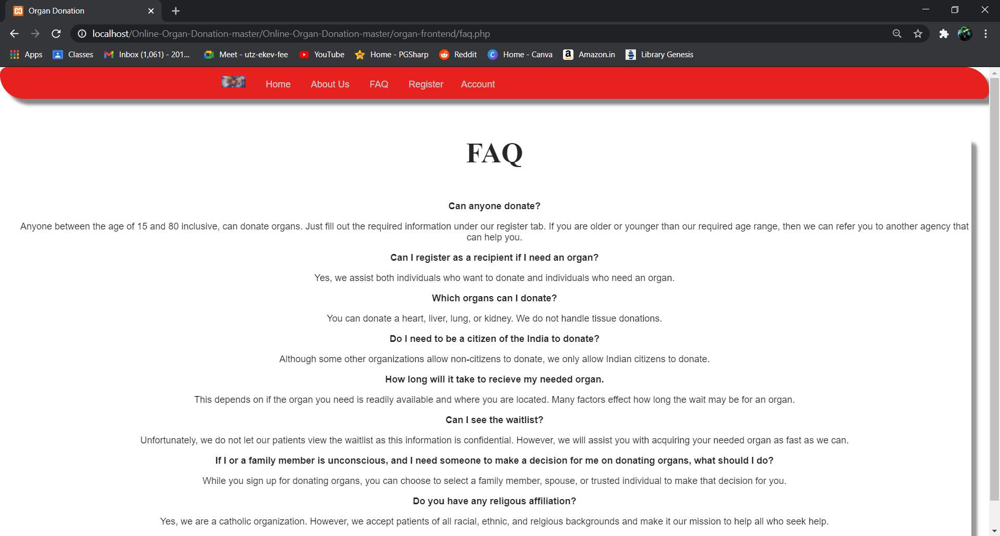 Organ Donation
localhost/Online-Organ-Donation-master/Online-Organ-Donation-master/organ-frontend/faq.php
Apps Classes Inbox (1,061) - 201... Meet - utz-ekev-fee YouTube Home - PGSharp Reddit Home - Canva Amazon.in Library Genesis
Home About Us FAQ Register Account
FAQ
Can anyone donate?
Anyone between the age of 15 and 80 inclusive, can donate organs. Just fill out the required information under our register tab. If you are older or younger than our required age range, then we can refer you to another agency that
can help you.
Can I register as a recipient if I need an organ?
Yes, we assist both individuals who want to donate and individuals who need an organ.
Which organs can I donate?
You can donate a heart, liver, lung, or kidney. We do not handle tissue donations.
Do I need to be a citizen of the India to donate?
Although some other organizations allow non-citizens to donate, we only allow Indian citizens to donate.
How long will it take to recieve my needed organ.
This depends on if the organ you need is readily available and where you are located. Many factors effect how long the wait may be for an organ.
Can I see the waitlist?
Unfortunately, we do not let our patients view the waitlist as this information is confidential. However, we will assist you with acquiring your needed organ as fast as we can.
If I or a family member is unconscious, and I need someone to make a decision for me on donating organs, what should I do?
While you sign up for donating organs, you can choose to select a family member, spouse, or trusted individual to make that decision for you.
Do you have any religous affiliation?
Yes, we are a catholic organization. However, we accept patients of all racial, ethnic, and relgious backgrounds and make it our mission to help all who seek help.